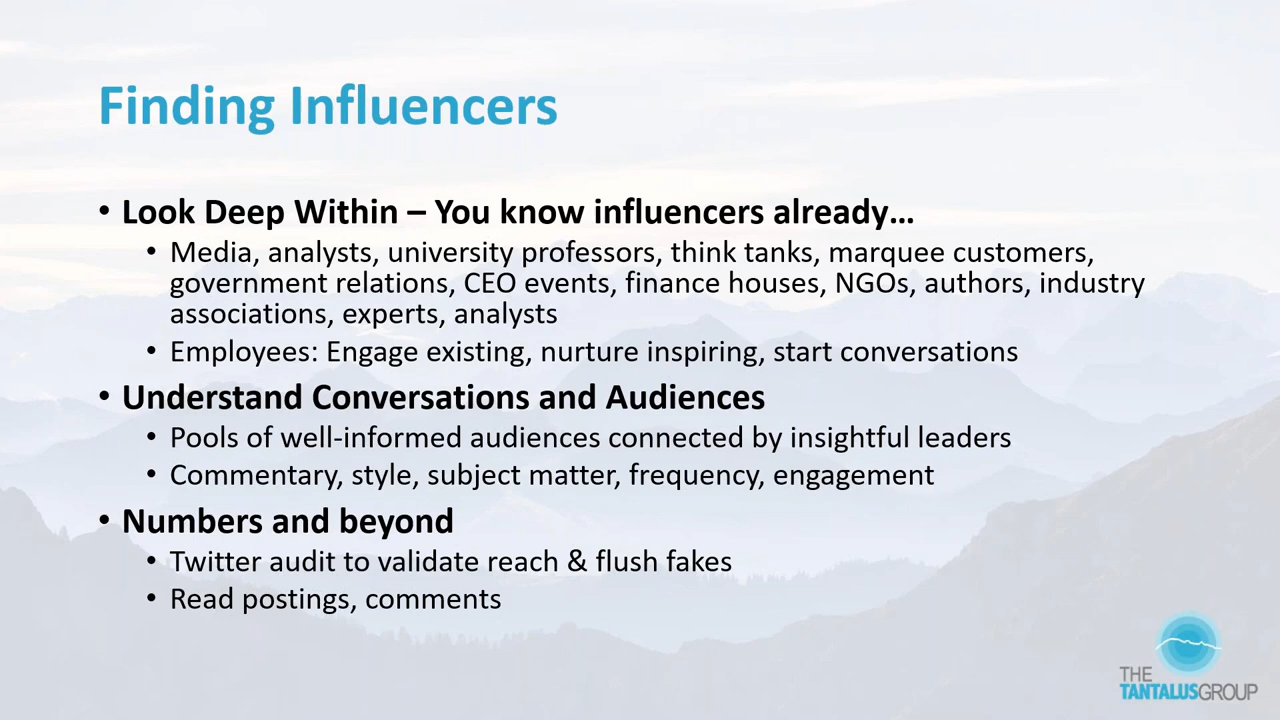 Finding Influencers
• Look Deep Within – You know influencers already…
• Media, analysts, university professors, think tanks, marquee customers,
government relations, CEO events, finance houses, NGOs, authors, industry
associations, experts, analysts
• Employees: Engage existing, nurture inspiring, start conversations
• Understand Conversations and Audiences
• Pools of well-informed audiences connected by insightful leaders
• Commentary, style, subject matter, frequency, engagement
• Numbers and beyond
• Twitter audit to validate reach & flush fakes
• Read postings, comments
THE
TANTALUSGROUP